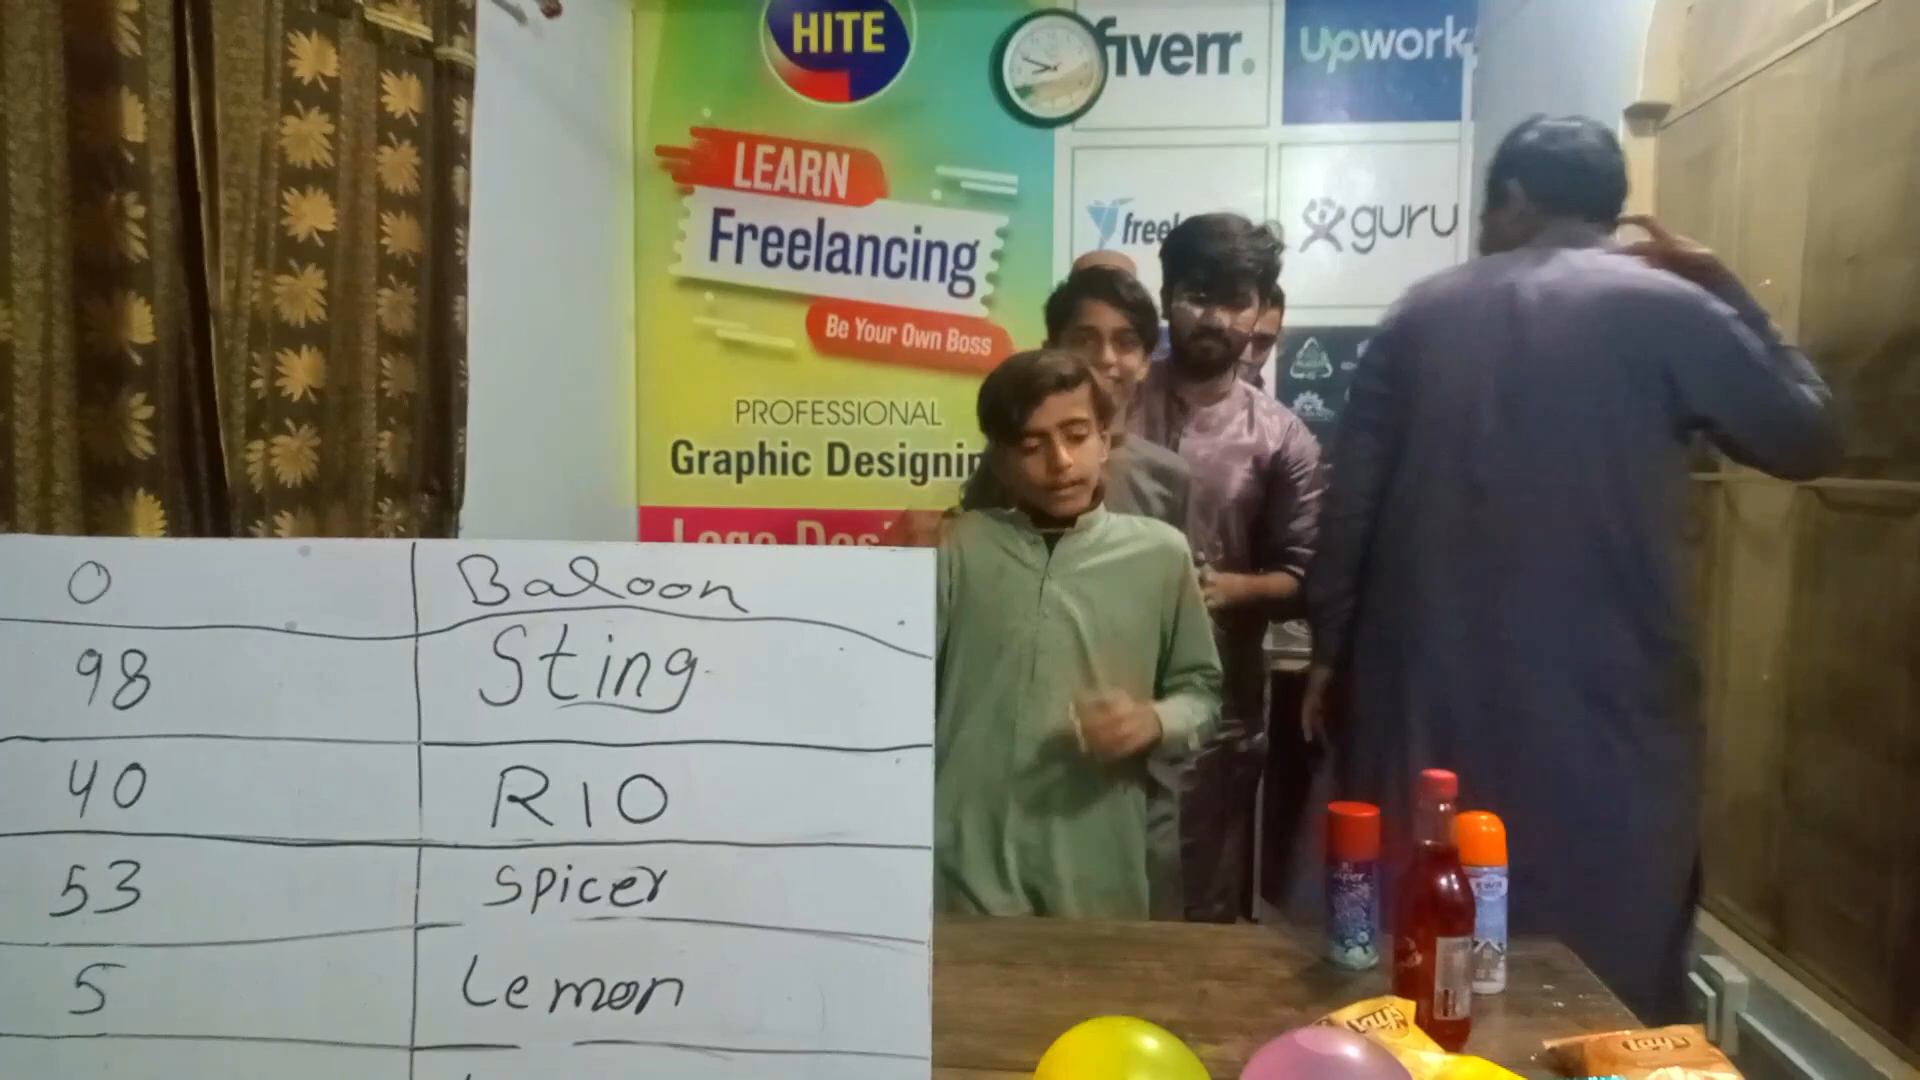 HITE
fiverr.
upwork
LEARN
Freelancing
Be Your Own Boss
guru
PROFESSIONAL
Graphic Designin
0 Baloon
98 Sting
40 RIO
53 Spicer
5 Lemon